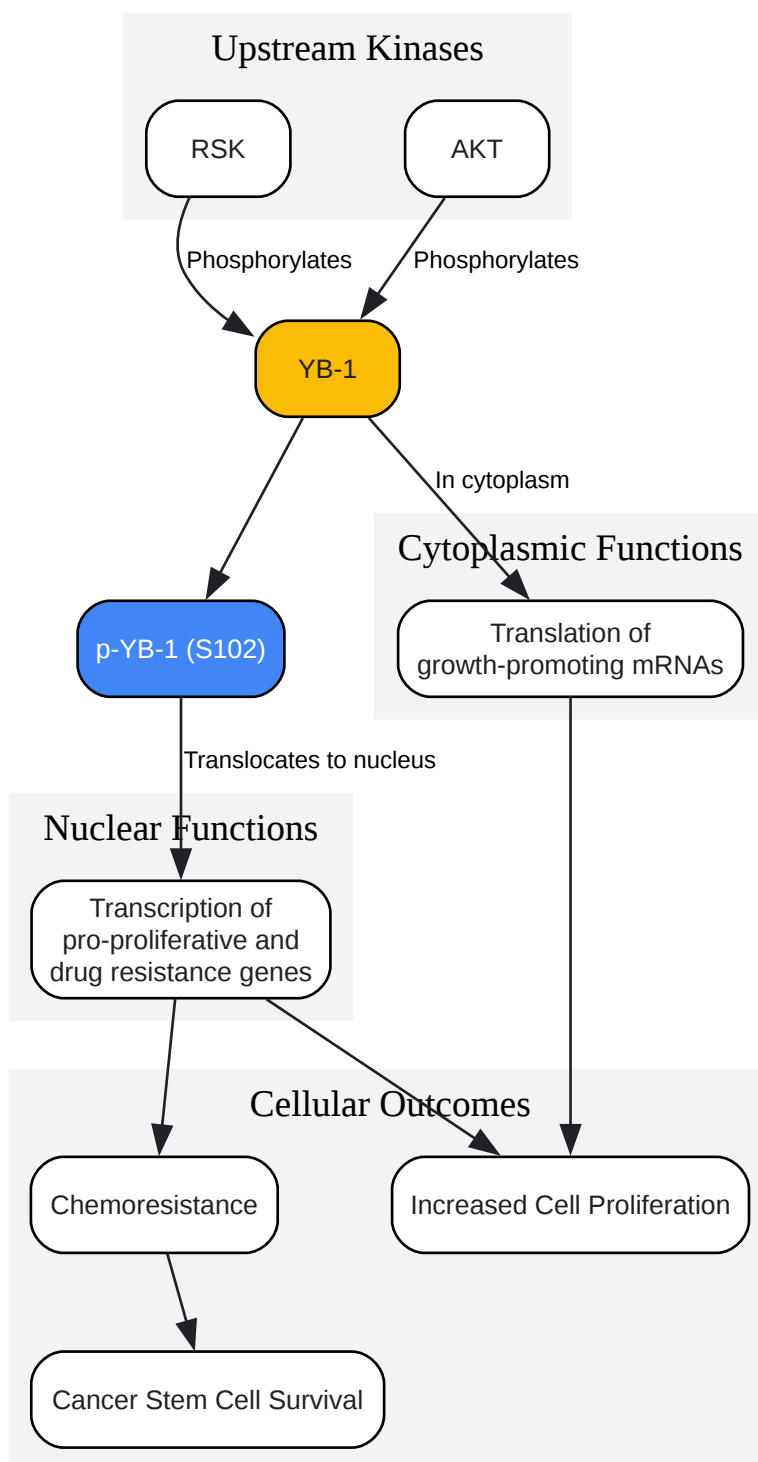 Upstream Kinases
RSK
AKT
Phosphorylates
Phosphorylates
YB-1
In cytoplasm
Cytoplasmic Functions
Translation of
growth-promoting mRNAs
p-YB-1 (S102)
Translocates to nucleus
Nuclear Functions
Transcription of
pro-proliferative and
drug resistance genes
Cellular Outcomes
Chemoresistance
Increased Cell Proliferation
Cancer Stem Cell Survival